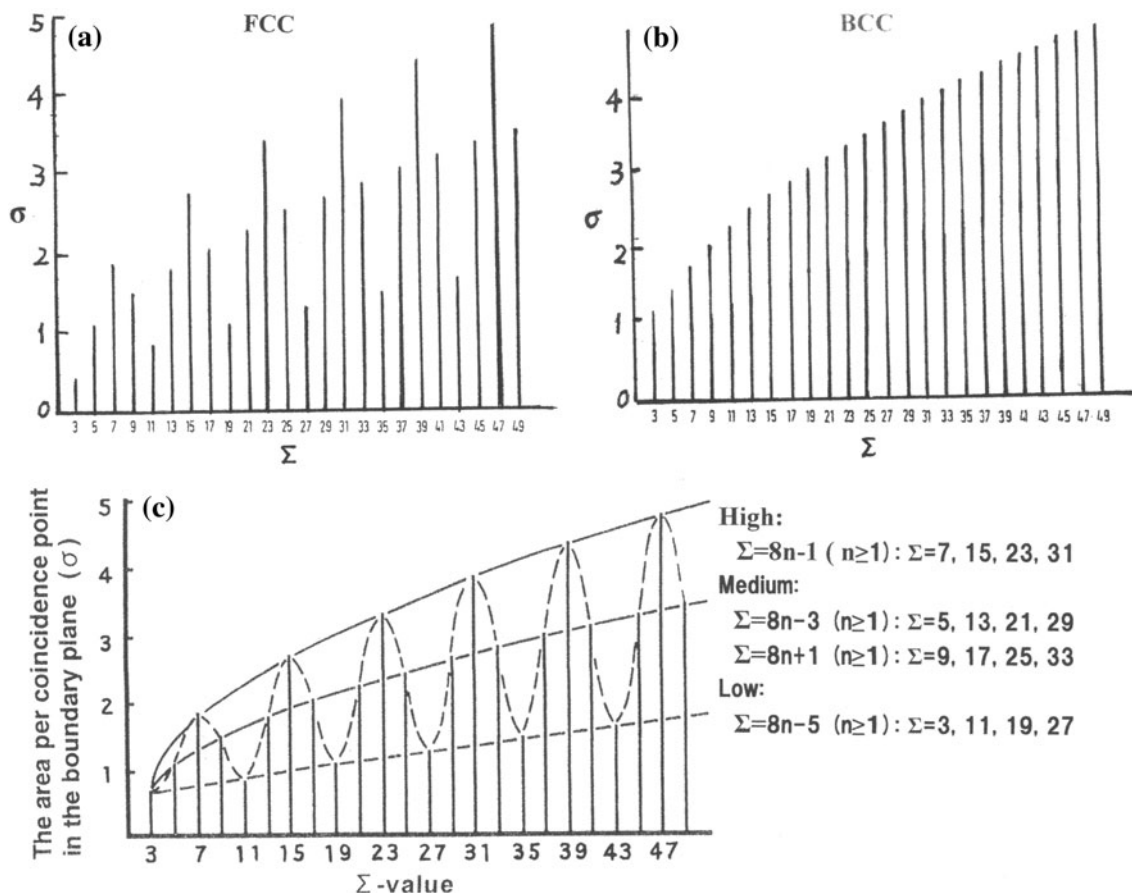 (a) FCC
5
4
3
σ
2
1
0
3 5 7 9 11 13 15 17 19 21 23 25 27 29 31 33 35 37 39 41 43 45 47 49
Σ
(b) BCC
4
3
σ
2
1
0
3 5 7 9 11 13 15 17 19 21 23 25 27 29 31 33 35 37 39 41 43 45 47 49
Σ
(c)
The area per coincidence point
in the boundary plane (σ)
5
4
3
2
1
3 7 11 15 19 23 27 31 35 39 43 47
Σ-value
High:
Σ=8n-1 ( n≥1): Σ=7, 15, 23, 31
Medium:
Σ=8n-3 (n≥1): Σ=5, 13, 21, 29
Σ=8n+1 (n≥1): Σ=9, 17, 25, 33
Low:
Σ=8n-5 (n≥1): Σ=3, 11, 19, 27